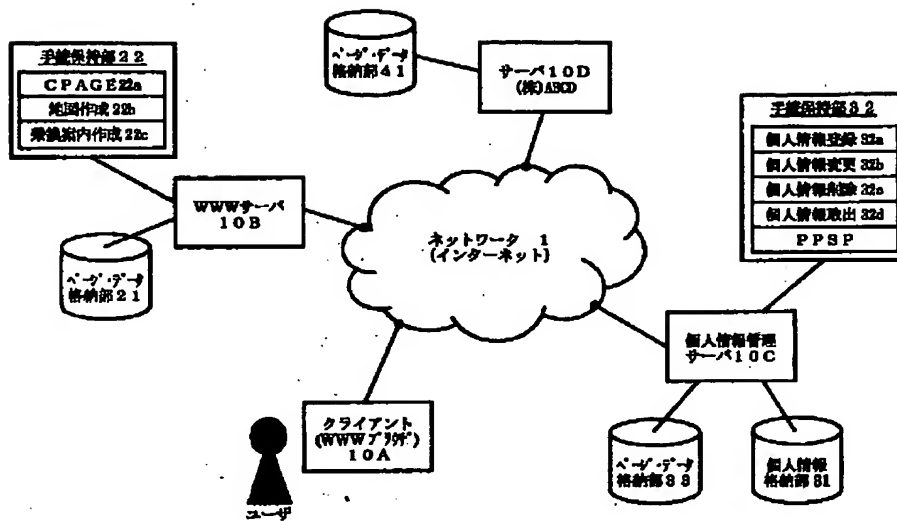 手続保持部22
CPAGE22a
地図作成22b
乗換案内作成22c
ページ・データ
格納部41
サーバ10D
(株)ABCD
手続保持部32
個人情報登録32a
個人情報変更32b
個人情報削除32c
個人情報取出32d
PPSP
WWWサーバ
10B
ページ・データ
格納部21
ネットワーク 1
(インターネット)
個人情報管理
サーバ10C
クライアント
(WWWブラウザ)
10A
ユーザ
ページ・データ
格納部33
個人情報
格納部31